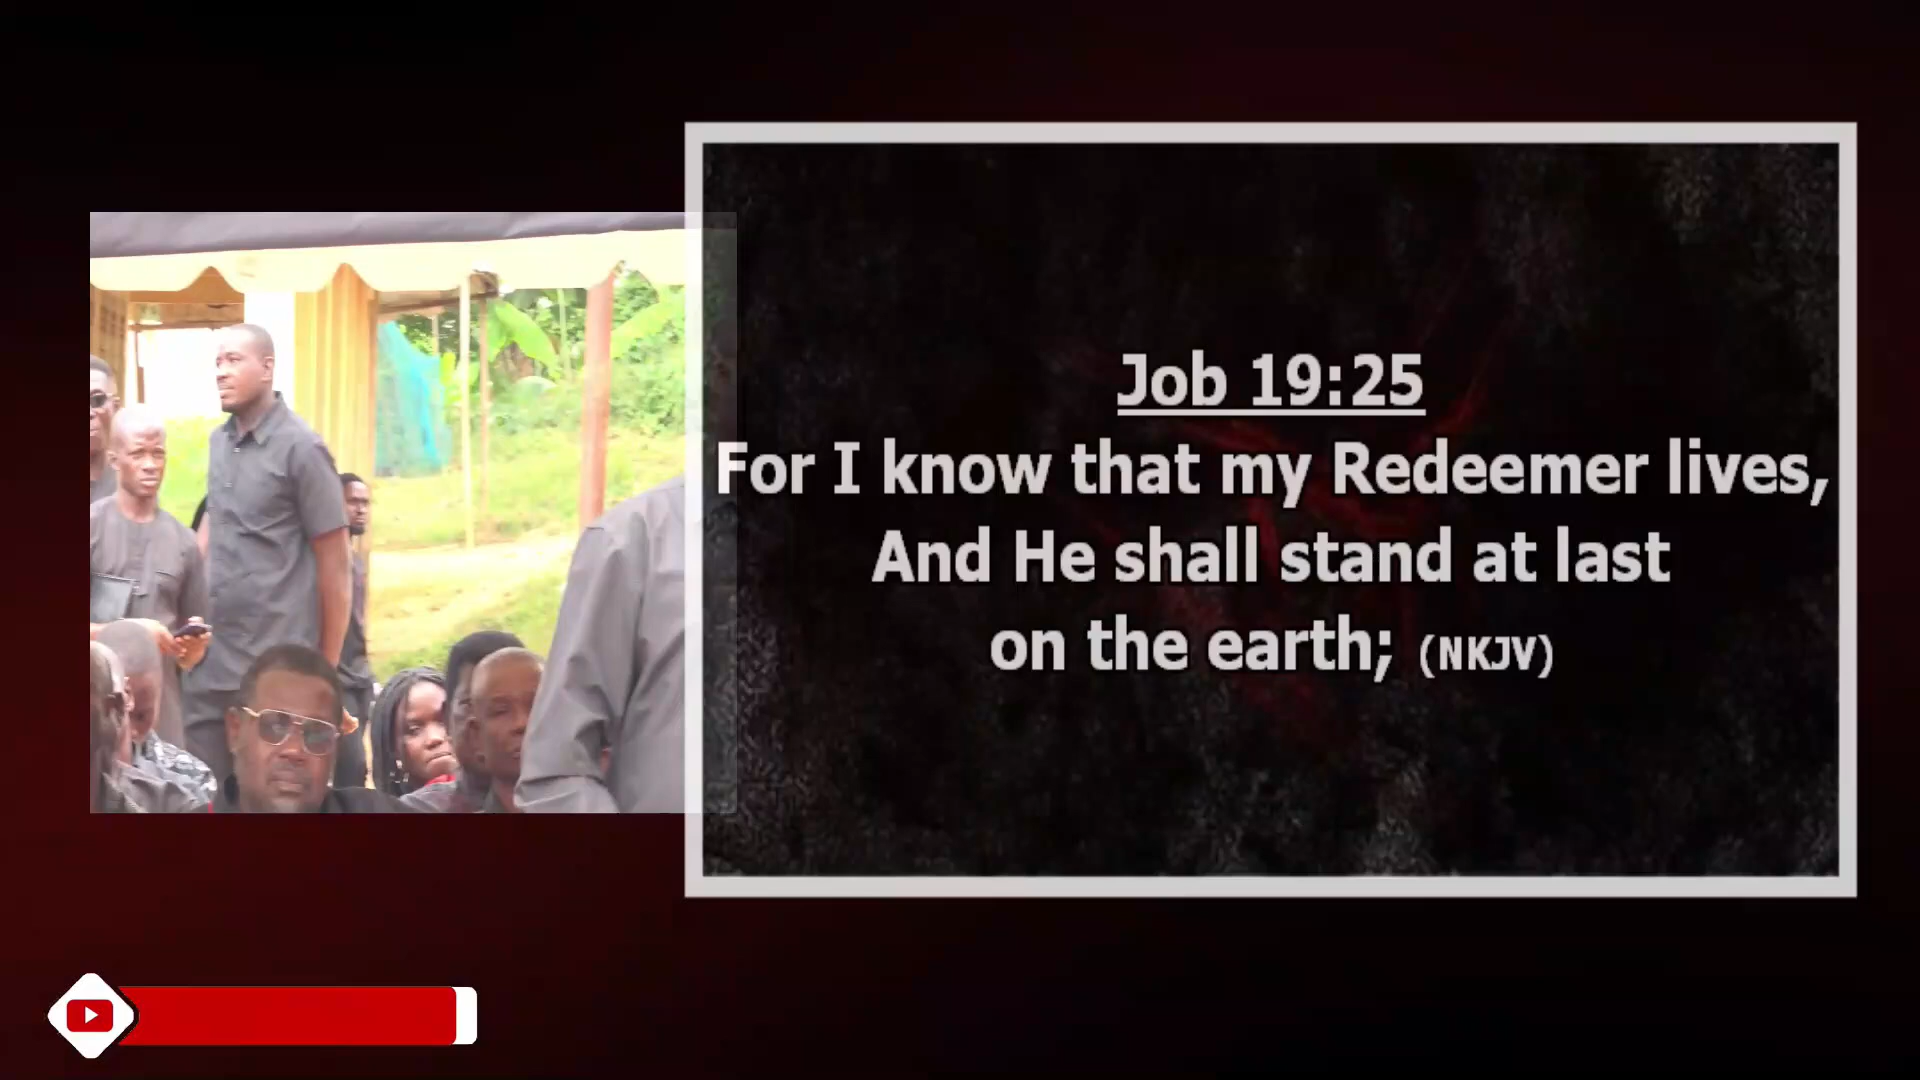 Job 19:25
For I know that my Redeemer lives,
And He shall stand at last
on the earth; (NKJV)